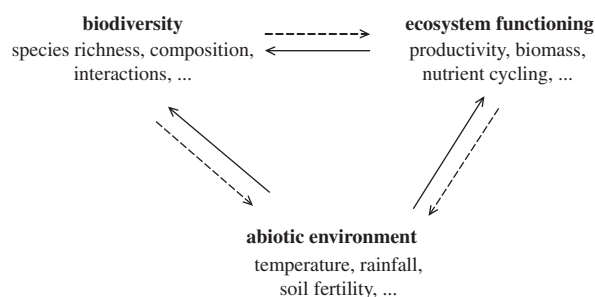 biodiversity
species richness, composition,
interactions, ...
ecosystem functioning
productivity, biomass,
nutrient cycling, ...
abiotic environment
temperature, rainfall,
soil fertility, ...